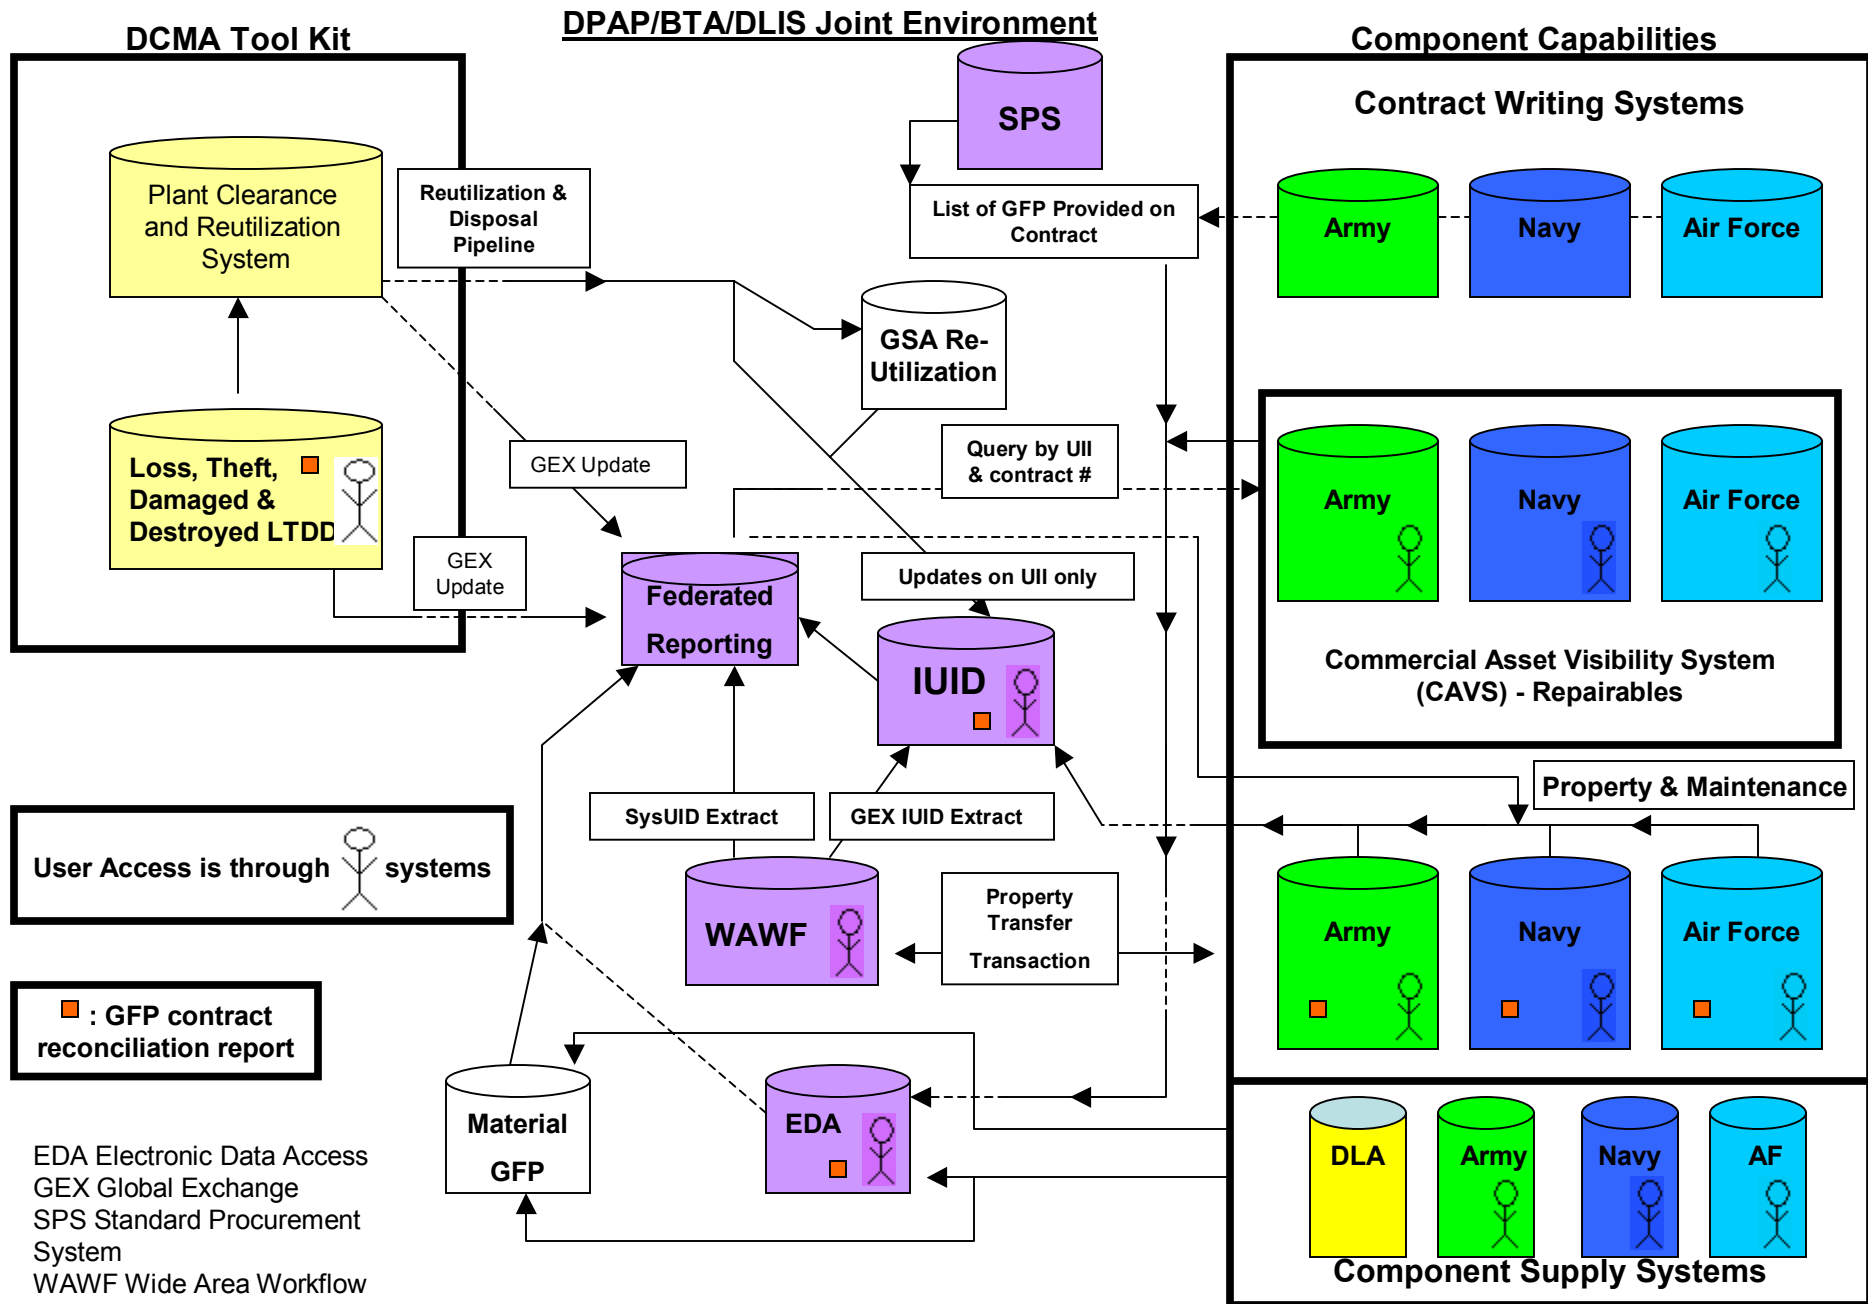 DPAP/BTA/DLIS Joint Environment
DCMA Tool Kit
Component Capabilities
Contract Writing Systems
SPS
Plant Clearance
and Reutilization
System
Reutilization &
Disposal
Pipeline
List of GFP Provided on
Contract
Army
Navy
Air Force
GSA Re-
Utilization
Loss, Theft,
Damaged &
Destroyed LTDD
GEX Update
Query by UII
& contract #
Army
Navy
Air Force
GEX
Update
Updates on UII only
Federated
Reporting
IUID
Commercial Asset Visibility System
(CAVS) - Repairables
Property & Maintenance
SysUID Extract
GEX IUID Extract
User Access is through
systems
WAWF
Property
Transfer
Transaction
Army
Navy
Air Force
: GFP contract
reconciliation report
Material
GFP
EDA
DLA
Army
Navy
AF
Component Supply Systems
EDA Electronic Data Access
GEX Global Exchange
SPS Standard Procurement
System
WAWF Wide Area Workflow